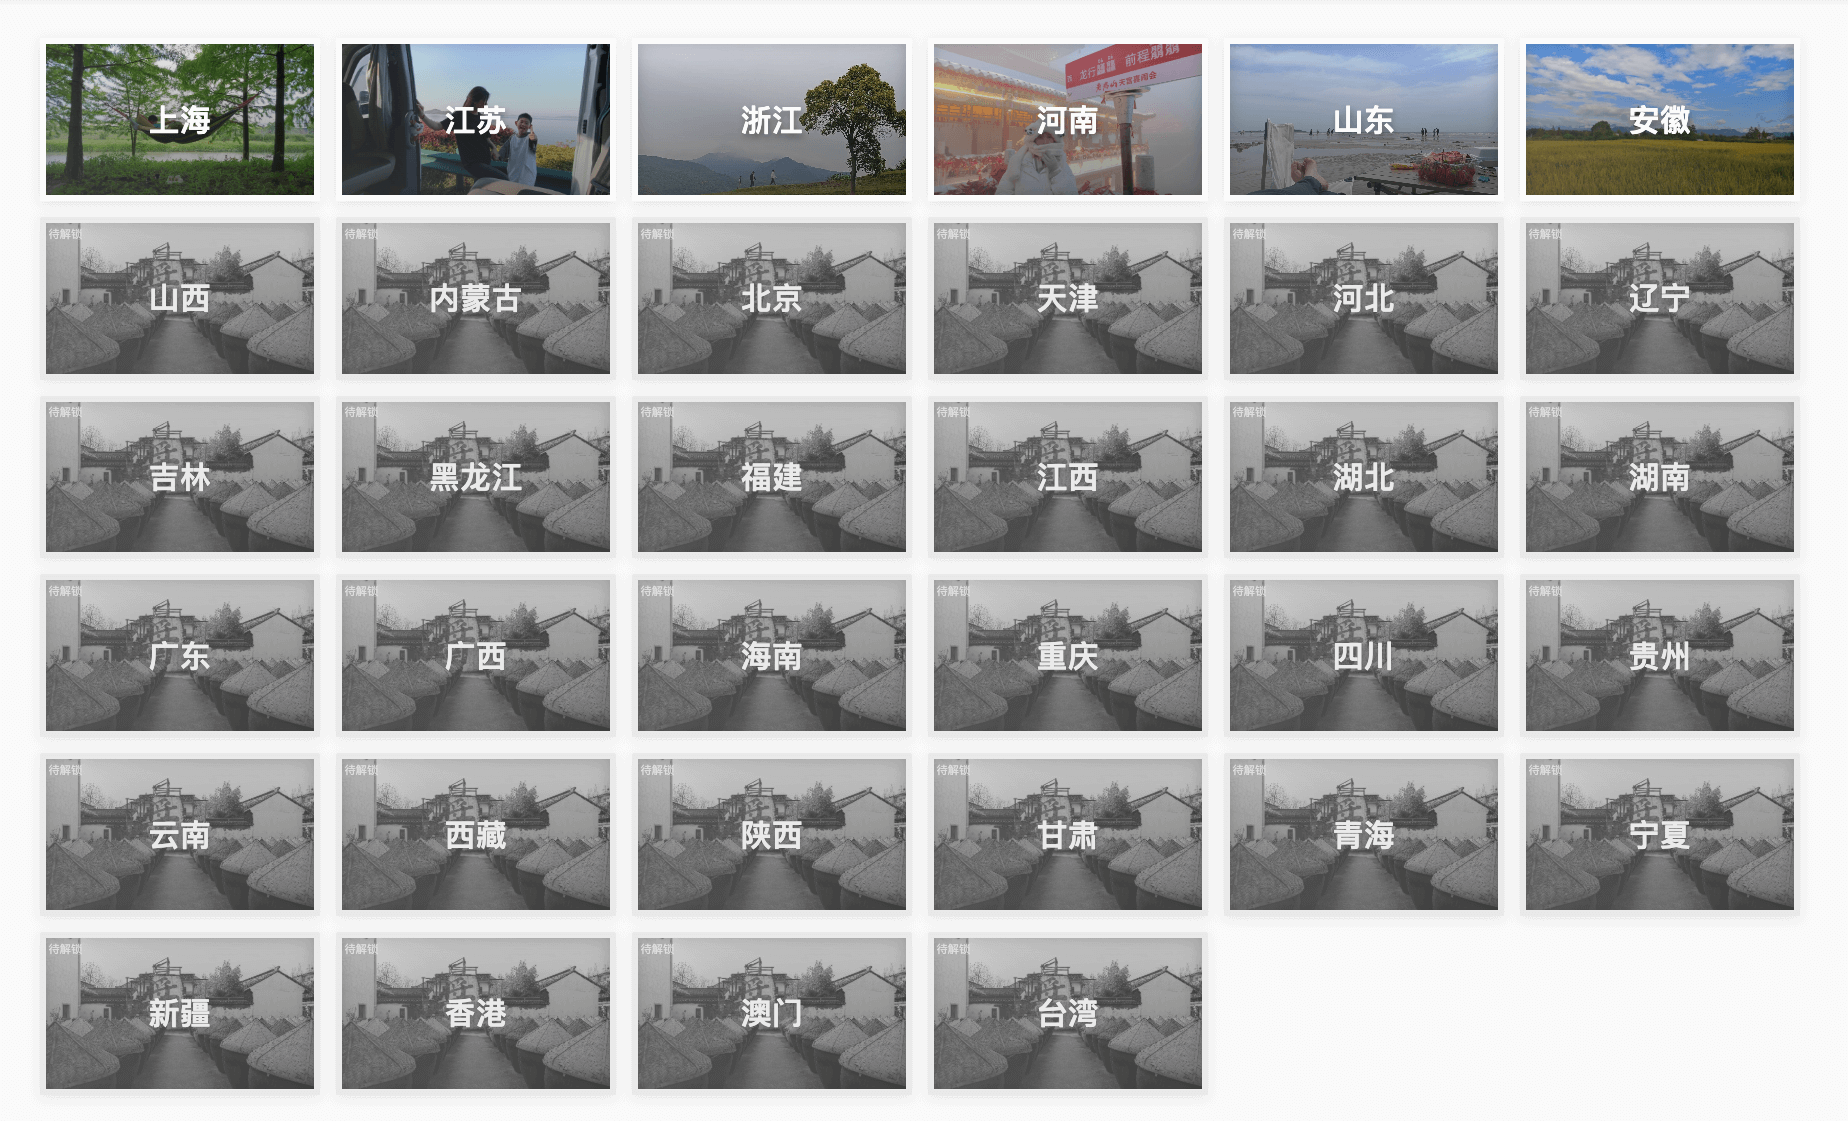 上海
江苏
浙江
龙行龘龘 前程朤朤
河南
山东
安徽
待解锁
山西
待解锁
内蒙古
待解锁
北京
待解锁
天津
待解锁
河北
待解锁
辽宁
待解锁
吉林
待解锁
黑龙江
待解锁
福建
待解锁
江西
待解锁
湖北
待解锁
湖南
待解锁
广东
待解锁
广西
待解锁
海南
待解锁
重庆
待解锁
四川
待解锁
贵州
待解锁
云南
待解锁
西藏
待解锁
陕西
待解锁
甘肃
待解锁
青海
待解锁
宁夏
待解锁
新疆
待解锁
香港
待解锁
澳门
待解锁
台湾